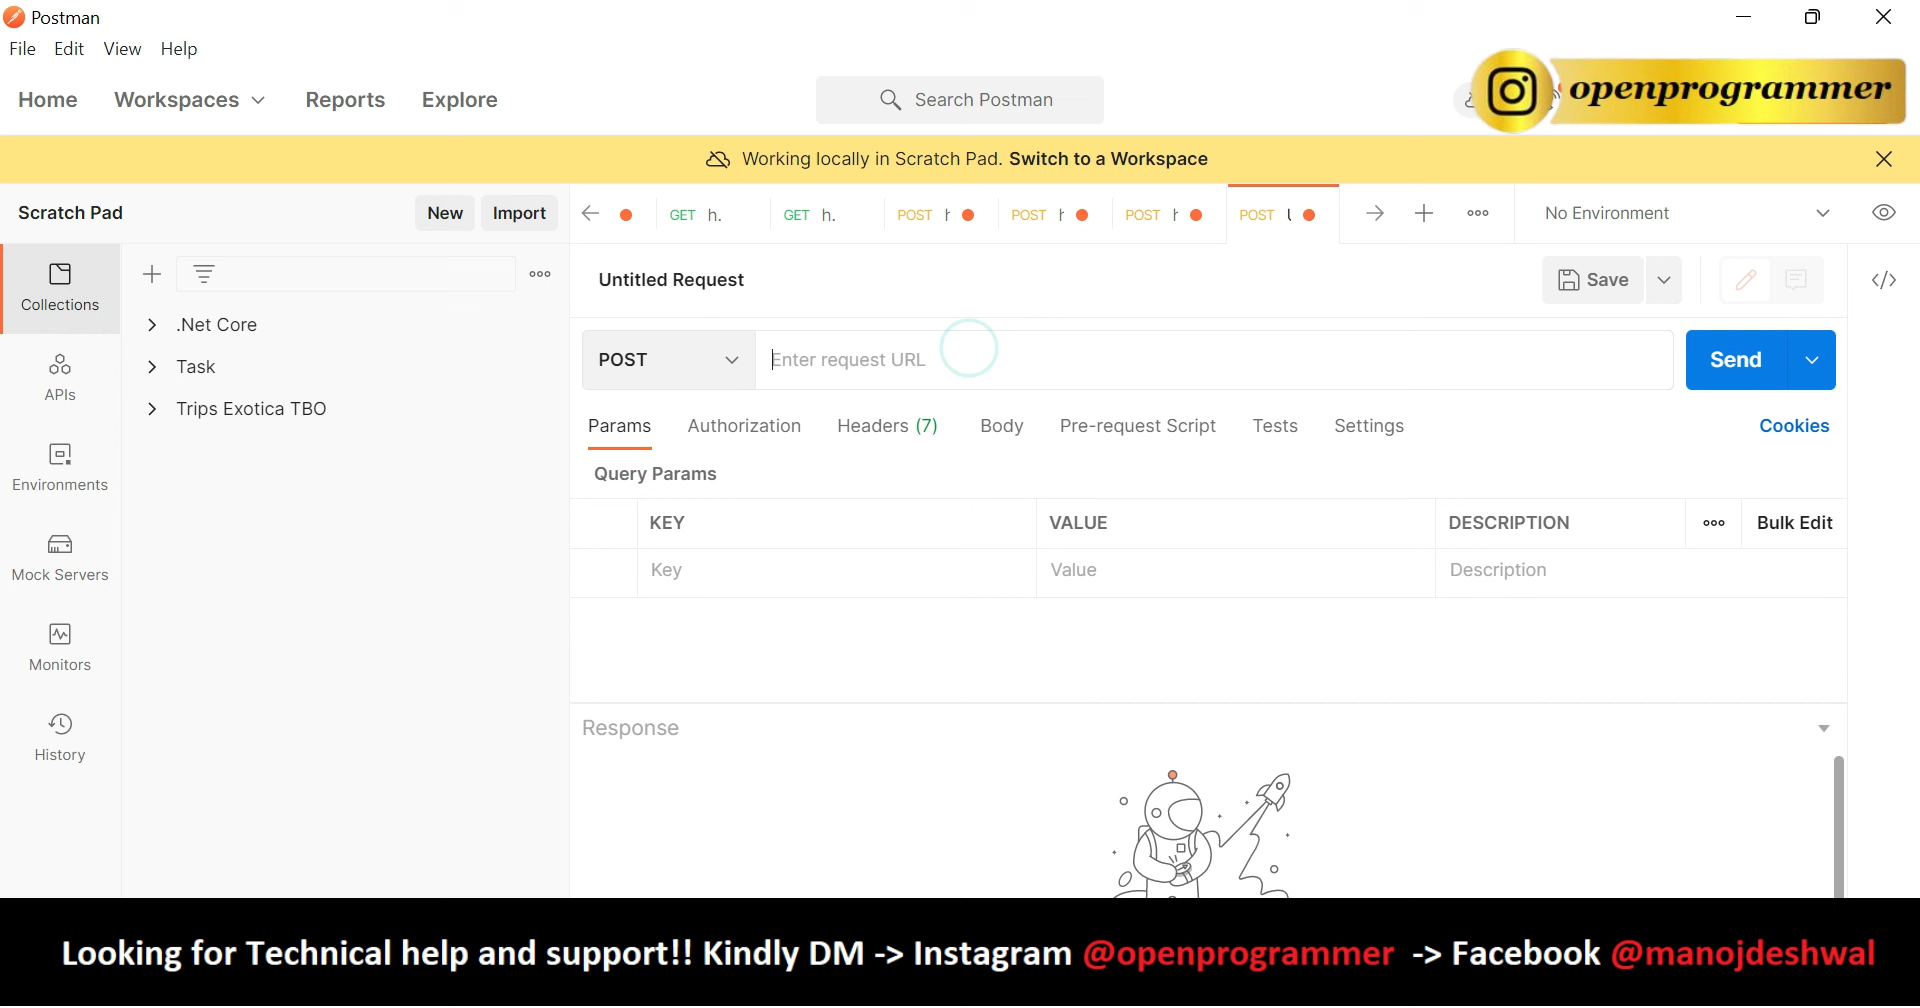 Postman
File Edit View Help
Home Workspaces Reports Explore
Search Postman
openprogrammer
Working locally in Scratch Pad. Switch to a Workspace
Scratch Pad
New Import
GET h.
GET h.
POST
POST
POST
POST
No Environment
Collections
.Net Core
Task
Trips Exotica TBO
APIs
Environments
Mock Servers
Monitors
History
Untitled Request
Save
POST
Enter request URL
Send
Params Authorization Headers (7) Body Pre-request Script Tests Settings
Cookies
Query Params
KEY VALUE DESCRIPTION Bulk Edit
Key Value Description
Response
Looking for Technical help and support!! Kindly DM -> Instagram @openprogrammer -> Facebook @manojdeshwal